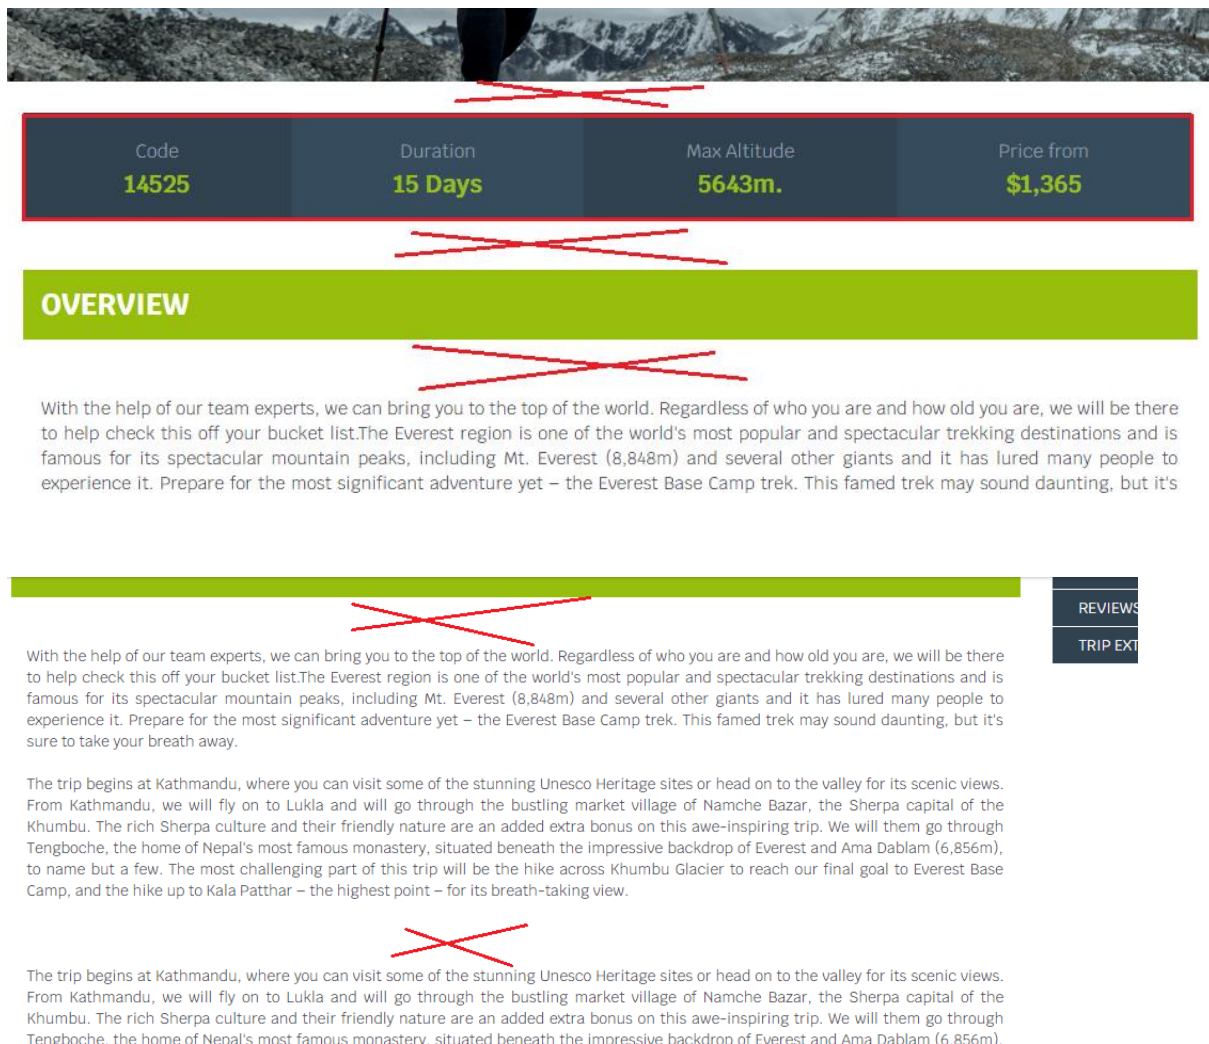 Code
Duration
Max Altitude
Price from
14525
15 Days
5643m.
$1,365
OVERVIEW
With the help of our team experts, we can bring you to the top of the world. Regardless of who you are and how old you are, we will be there
to help check this off your bucket list.The Everest region is one of the world's most popular and spectacular trekking destinations and is
famous for its spectacular mountain peaks, including Mt. Everest (8,848m) and several other giants and it has lured many people to
experience it. Prepare for the most significant adventure yet – the Everest Base Camp trek. This famed trek may sound daunting, but it's
REVIEWS
TRIP EXT
With the help of our team experts, we can bring you to the top of the world. Regardless of who you are and how old you are, we will be there
to help check this off your bucket list.The Everest region is one of the world's most popular and spectacular trekking destinations and is
famous for its spectacular mountain peaks, including Mt. Everest (8,848m) and several other giants and it has lured many people to
experience it. Prepare for the most significant adventure yet – the Everest Base Camp trek. This famed trek may sound daunting, but it's
sure to take your breath away.
The trip begins at Kathmandu, where you can visit some of the stunning Unesco Heritage sites or head on to the valley for its scenic views.
From Kathmandu, we will fly on to Lukla and will go through the bustling market village of Namche Bazar, the Sherpa capital of the
Khumbu. The rich Sherpa culture and their friendly nature are an added extra bonus on this awe-inspiring trip. We will them go through
Tengboche, the home of Nepal's most famous monastery, situated beneath the impressive backdrop of Everest and Ama Dablam (6,856m),
to name but a few. The most challenging part of this trip will be the hike across Khumbu Glacier to reach our final goal to Everest Base
Camp, and the hike up to Kala Patthar – the highest point – for its breath-taking view.
The trip begins at Kathmandu, where you can visit some of the stunning Unesco Heritage sites or head on to the valley for its scenic views.
From Kathmandu, we will fly on to Lukla and will go through the bustling market village of Namche Bazar, the Sherpa capital of the
Khumbu. The rich Sherpa culture and their friendly nature are an added extra bonus on this awe-inspiring trip. We will them go through
Tengboche, the home of Nepal's most famous monastery, situated beneath the impressive backdrop of Everest and Ama Dablam (6,856m),